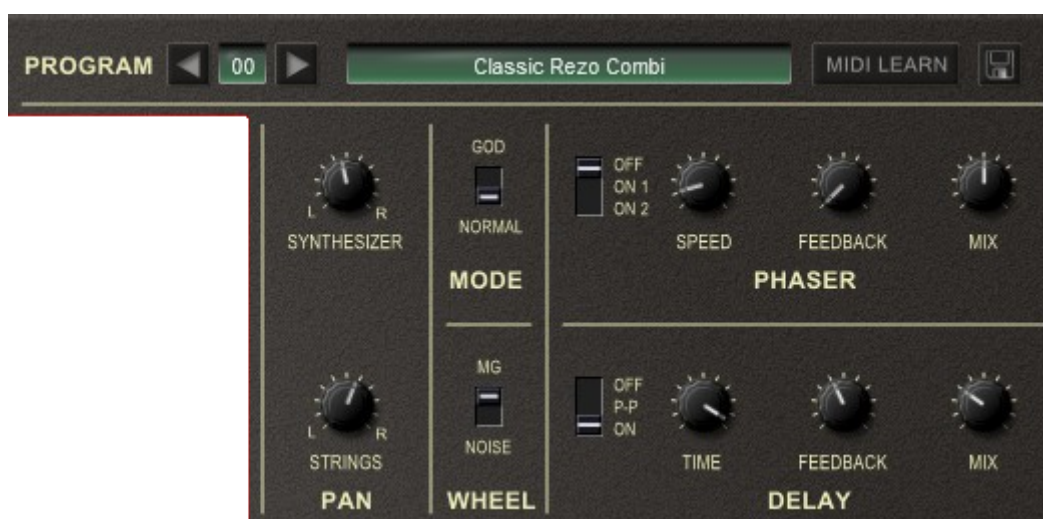 PROGRAM 00 Classic Rezo Combi MIDI LEARN
L R
SYNTHESIZER
GOD
NORMAL
MODE
OFF
ON 1
ON 2
SPEED FEEDBACK MIX
PHASER
L R
STRINGS
PAN
MG
NOISE
WHEEL
OFF
P-P
ON
TIME FEEDBACK MIX
DELAY